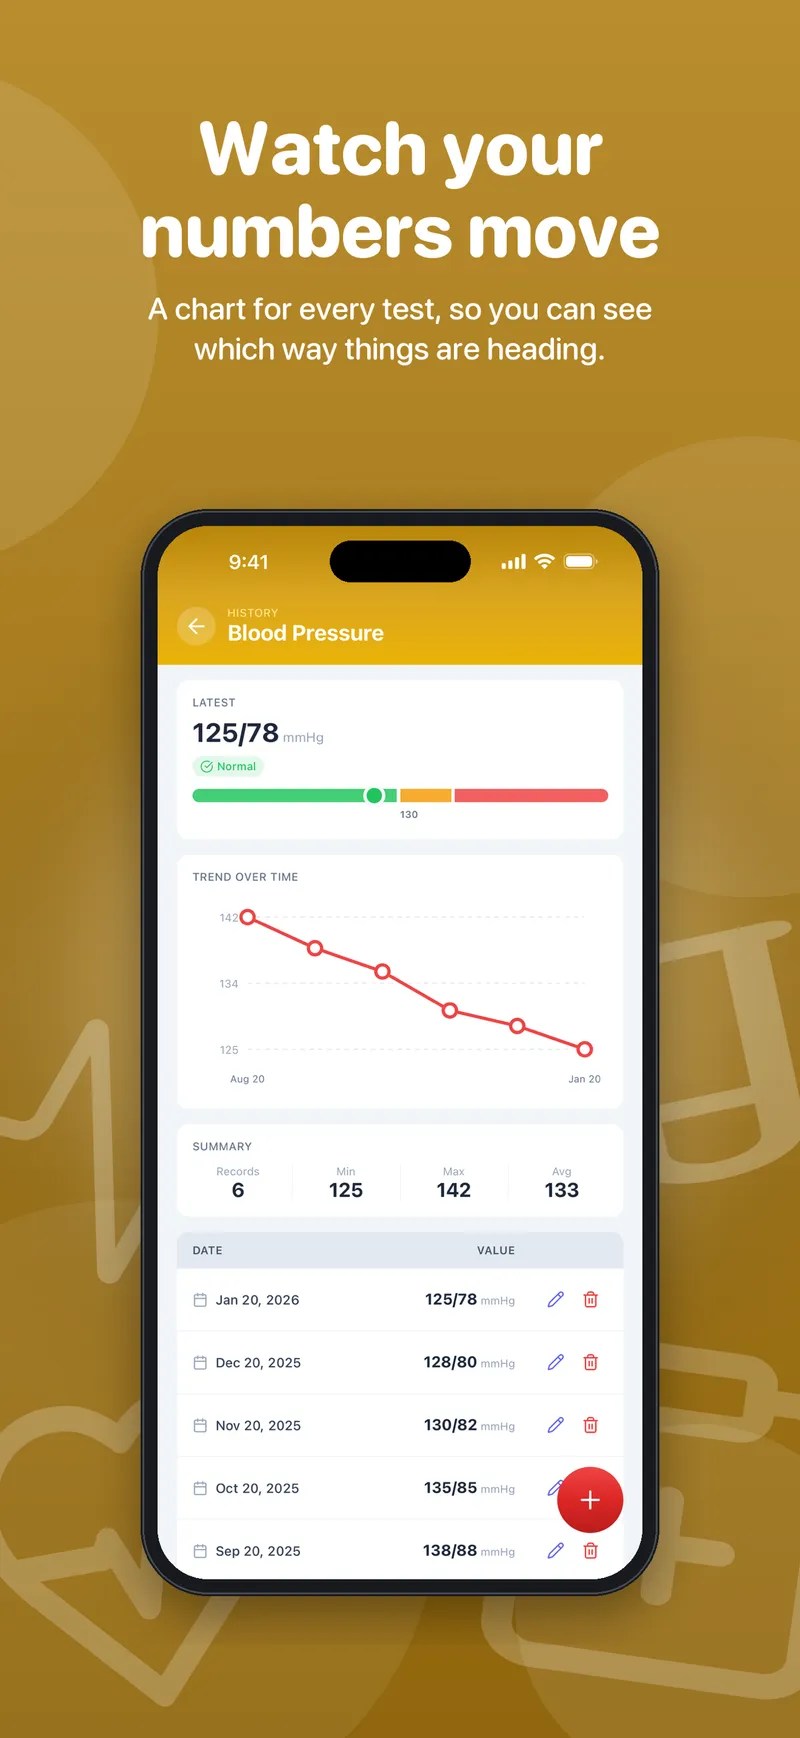 Watch your
numbers move
A chart for every test, so you can see
which way things are heading.
9:41
HISTORY
Blood Pressure
LATEST
125/78 mmHg
Normal
130
TREND OVER TIME
142
134
125
Aug 20
Jan 20
SUMMARY
Records Min Max Avg
6 125 142 133
DATE VALUE
Jan 20, 2026 125/78 mmHg
Dec 20, 2025 128/80 mmHg
Nov 20, 2025 130/82 mmHg
Oct 20, 2025 135/85 mmHg
Sep 20, 2025 138/88 mmHg